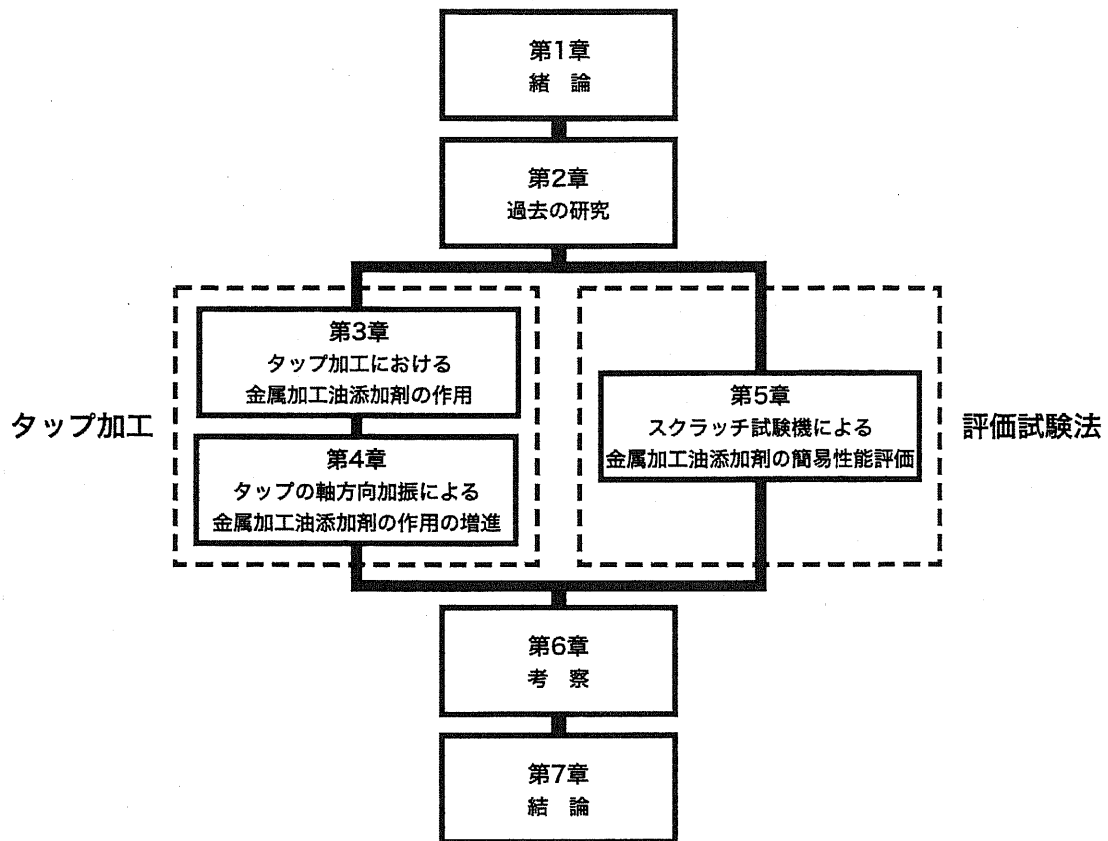 第1章
緒　論
第2章
過去の研究
タップ加工
第3章
タップ加工における
金属加工油添加剤の作用
第4章
タップの軸方向加振による
金属加工油添加剤の作用の増進
第5章
スクラッチ試験機による
金属加工油添加剤の簡易性能評価
評価試験法
第6章
考　察
第7章
結　論